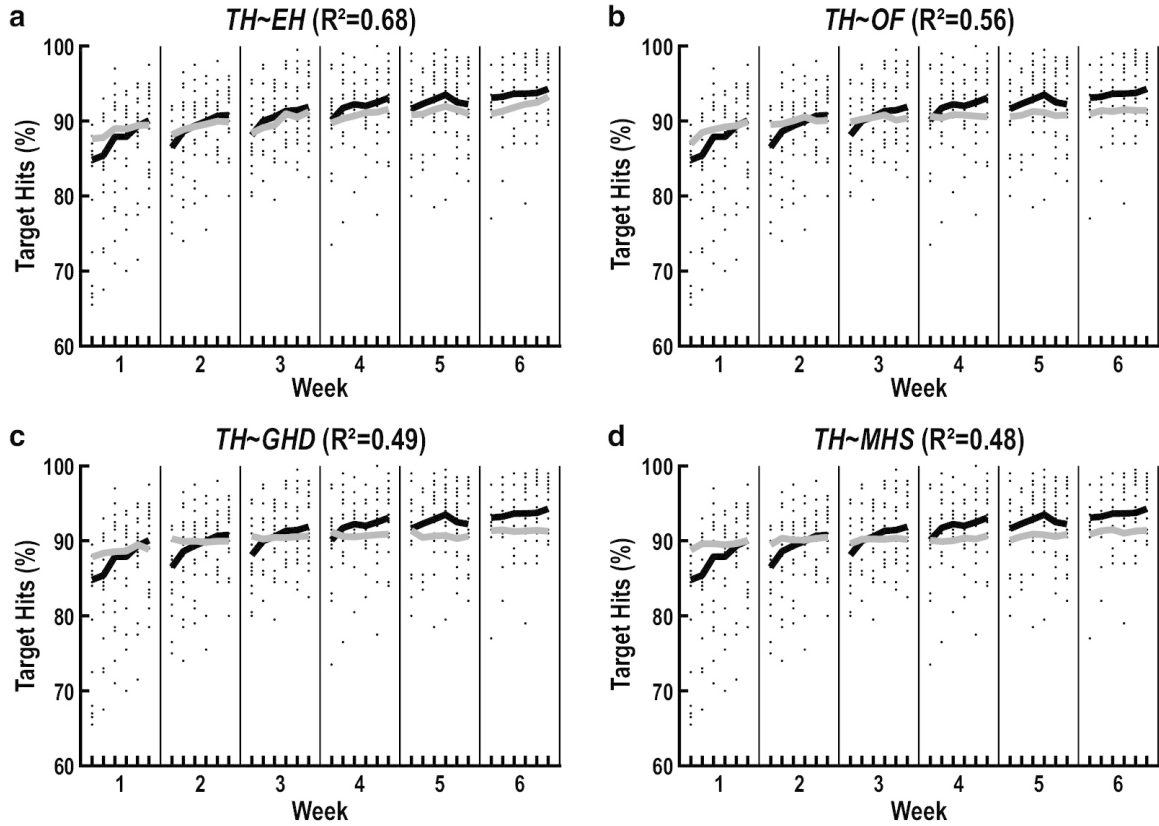 a
TH~EH (R²=0.68)
Target Hits (%)
100
90
80
70
60
1 2 3 4 5 6
Week
b
TH~OF (R²=0.56)
Target Hits (%)
100
90
80
70
60
1 2 3 4 5 6
Week
c
TH~GHD (R²=0.49)
Target Hits (%)
100
90
80
70
60
1 2 3 4 5 6
Week
d
TH~MHS (R²=0.48)
Target Hits (%)
100
90
80
70
60
1 2 3 4 5 6
Week